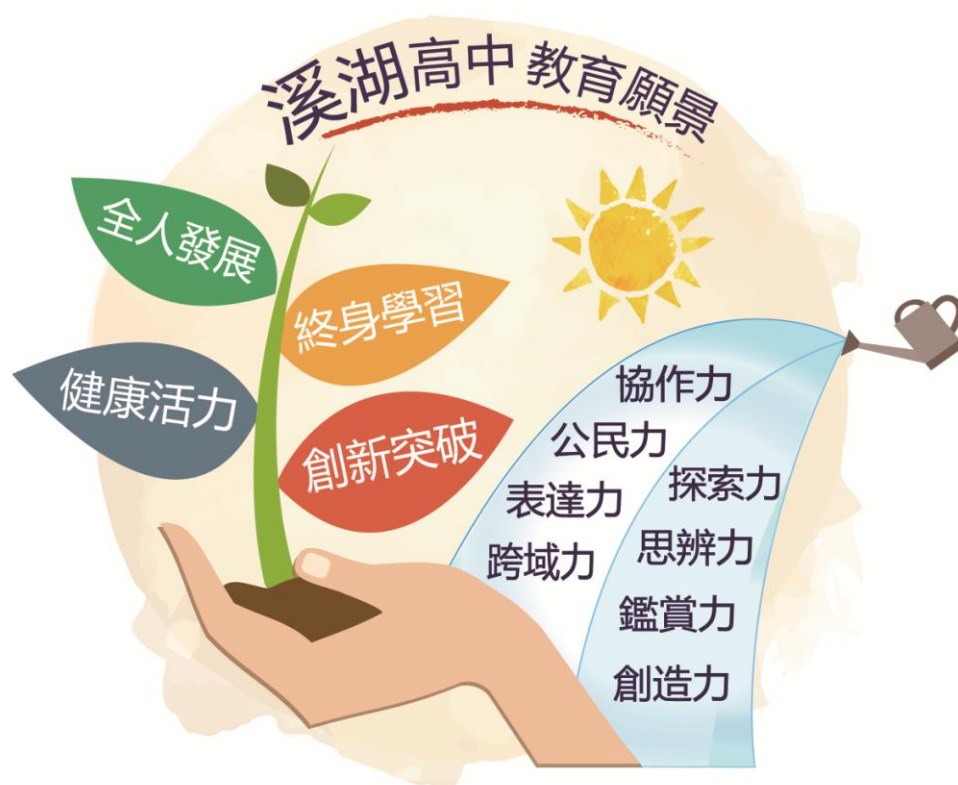 溪湖高中 教育願景
全人發展
終身學習
健康活力
創新突破
協作力
公民力
表達力
跨域力
探索力
思辨力
鑑賞力
創造力